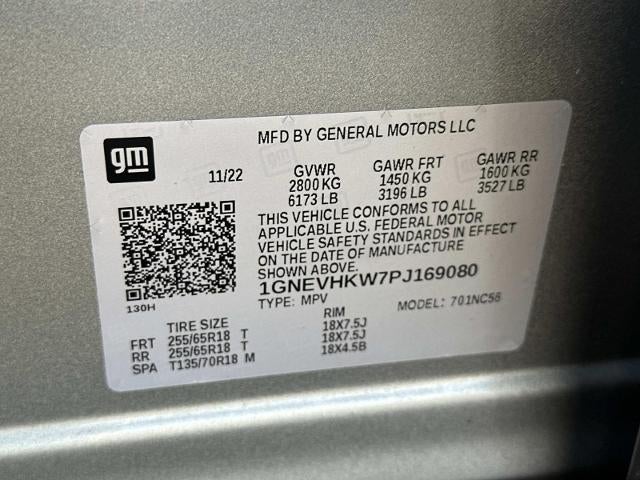 gm
MFD BY GENERAL MOTORS LLC
11/22
GVWR GAWR FRT GAWR RR
2800 KG 1450 KG 1600 KG
6173 LB 3196 LB 3527 LB
THIS VEHICLE CONFORMS TO ALL
APPLICABLE U.S. FEDERAL MOTOR
VEHICLE SAFETY STANDARDS IN EFFECT
ON THE DATE OF MANUFACTURE
SHOWN ABOVE.
1GNEVHKW7PJ169080
130H
TYPE: MPV MODEL: 701NC56
TIRE SIZE RIM
FRT 255/65R18 T 18X7.5J
RR 255/65R18 T 18X7.5J
SPA T135/70R18 M 18X4.5B